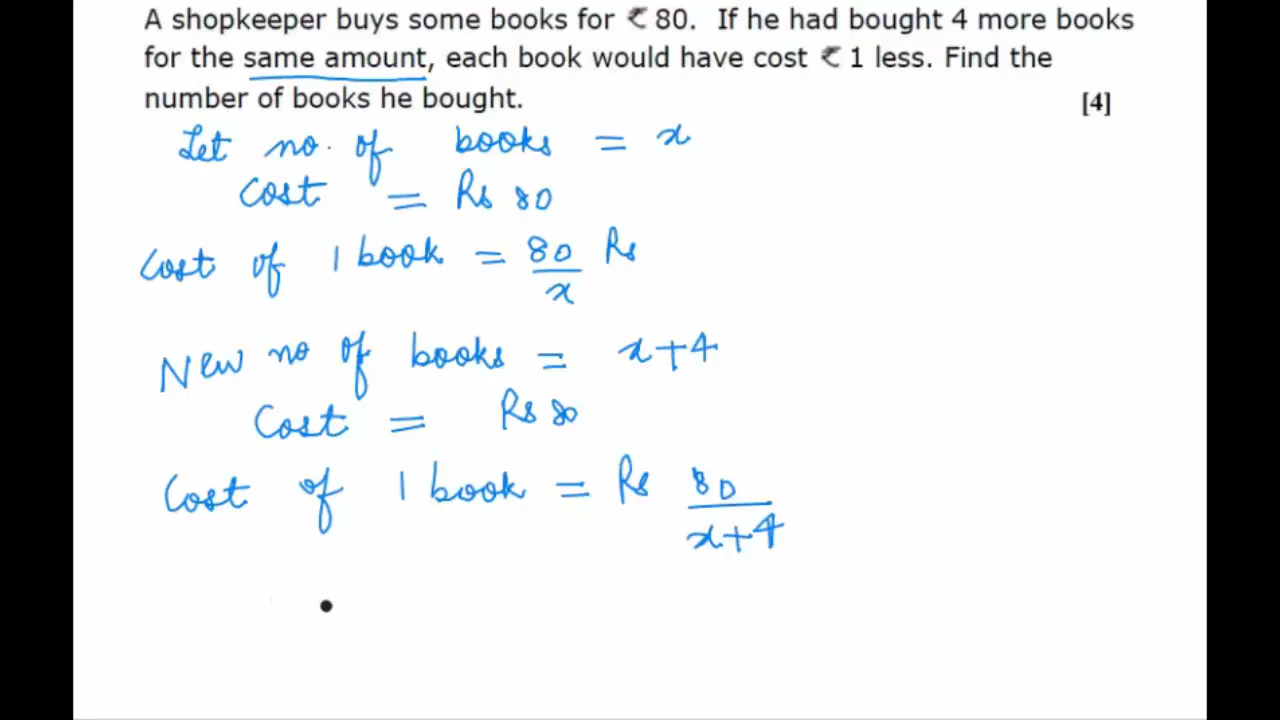 A shopkeeper buys some books for ₹ 80. If he had bought 4 more books
for the same amount, each book would have cost ₹ 1 less. Find the
number of books he bought. [4]
Let no. of books = x
Cost = Rs 80
Cost of 1 book = 80/x Rs
New no of books = x+4
Cost = Rs 80
Cost of 1 book = Rs 80/x+4